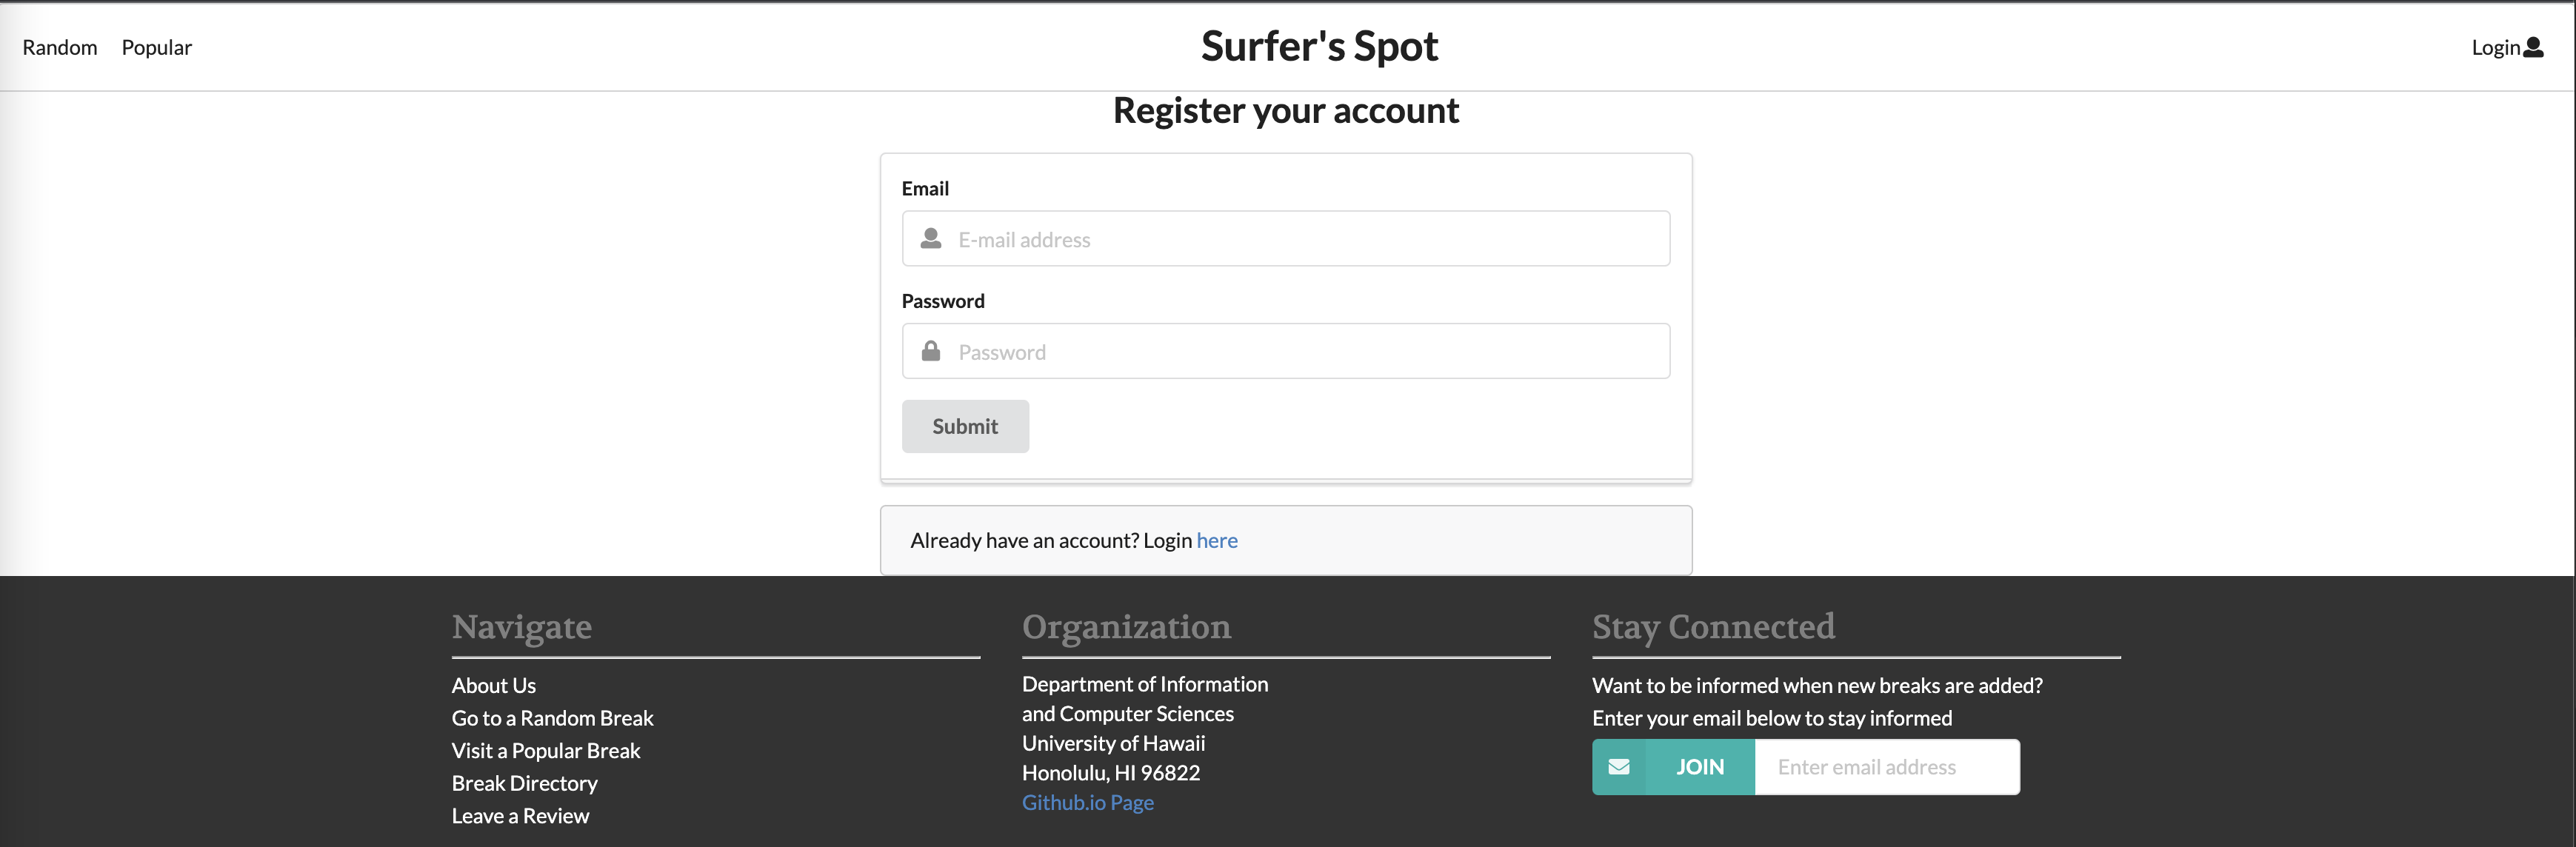 Random Popular Surfer's Spot Login
Register your account
Email
E-mail address
Password
Password
Submit
Already have an account? Login here
Navigate
About Us
Go to a Random Break
Visit a Popular Break
Break Directory
Leave a Review
Organization
Department of Information
and Computer Sciences
University of Hawaii
Honolulu, HI 96822
Github.io Page
Stay Connected
Want to be informed when new breaks are added?
Enter your email below to stay informed
JOIN Enter email address